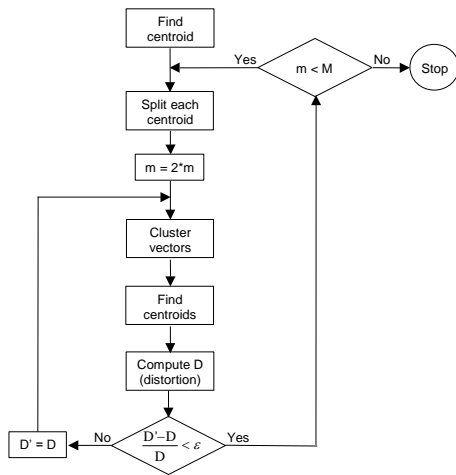 Find
centroid
Yes
m < M
No
Stop
Split each
centroid
m = 2*m
Cluster
vectors
Find
centroids
Compute D
(distortion)
D' = D
No
D'–D
D
< ε
Yes